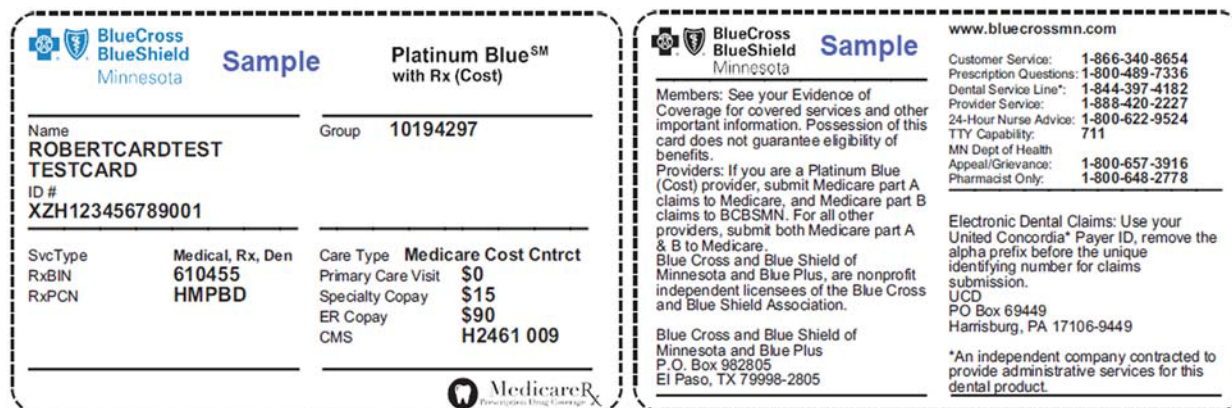 BlueCross
BlueShield
Minnesota
Sample
Platinum Blue℠
with Rx (Cost)
Name
ROBERTCARDTEST
TESTCARD
ID #
XZH123456789001
Group 10194297
SvcType Medical, Rx, Den
RxBIN 610455
RxPCN HMPBD
Care Type Medicare Cost Cntrct
Primary Care Visit $0
Specialty Copay $15
ER Copay $90
CMS H2461 009
MedicareRx
Prescription Drug Coverage
BlueCross
BlueShield
Minnesota
Sample
Members: See your Evidence of
Coverage for covered services and other
important information. Possession of this
card does not guarantee eligibility of
benefits.
Providers: If you are a Platinum Blue
(Cost) provider, submit Medicare part A
claims to Medicare, and Medicare part B
claims to BCBSMN. For all other
providers, submit both Medicare part A
& B to Medicare.
Blue Cross and Blue Shield of
Minnesota and Blue Plus, are nonprofit
independent licensees of the Blue Cross
and Blue Shield Association.
Blue Cross and Blue Shield of
Minnesota and Blue Plus
P.O. Box 982805
El Paso, TX 79998-2805
www.bluecrossmn.com
Customer Service: 1-866-340-8654
Prescription Questions: 1-800-489-7336
Dental Service Line*: 1-844-397-4182
Provider Service: 1-888-420-2227
24-Hour Nurse Advice: 1-800-622-9524
TTY Capability: 711
MN Dept of Health
Appeal/Grievance: 1-800-657-3916
Pharmacist Only: 1-800-648-2778
Electronic Dental Claims: Use your
United Concordia* Payer ID, remove the
alpha prefix before the unique
identifying number for claims
submission.
UCD
PO Box 69449
Harrisburg, PA 17106-9449
*An independent company contracted to
provide administrative services for this
dental product.